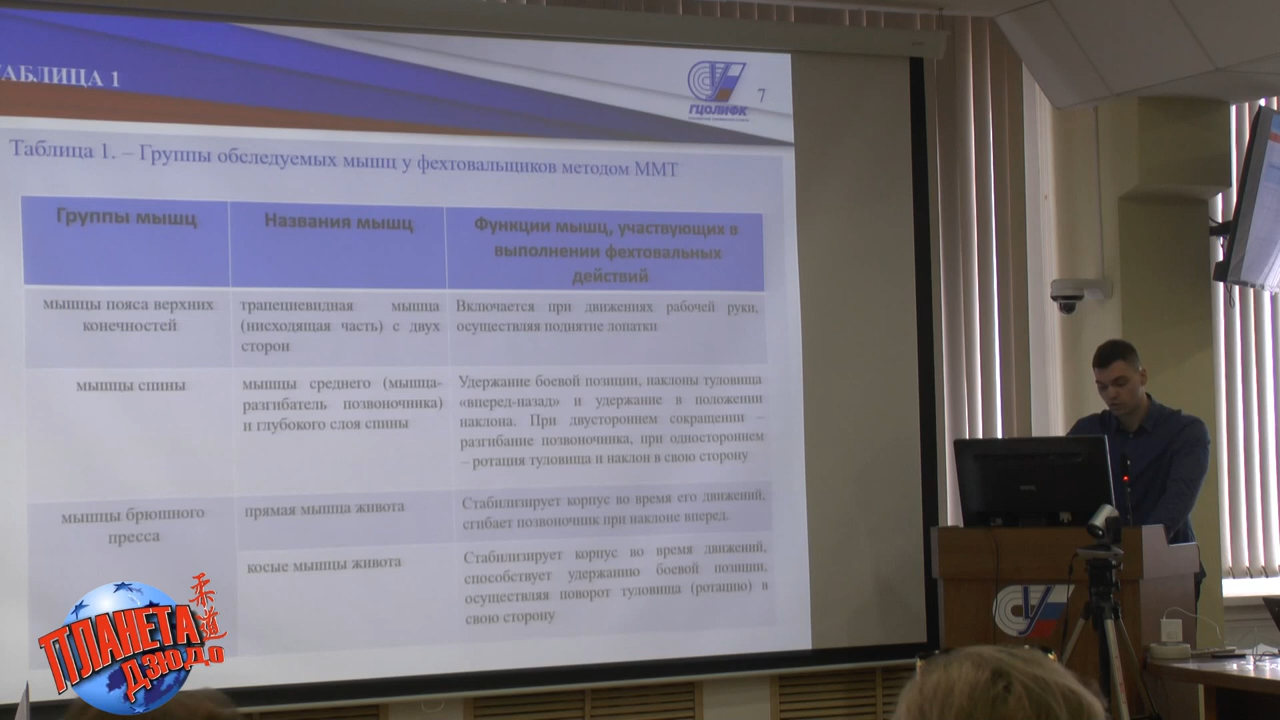 ТАБЛИЦА 1
ГЦОЛИФК
7
Таблица 1. – Группы обследуемых мышц у фехтовальщиков методом ММТ
Группы мышц
Названия мышц
Функции мышц, участвующих в
выполнении фехтовальных
действий
мышцы пояса верхних
конечностей
трапециевидная мышца
(нисходящая часть) с двух
сторон
Включается при движениях рабочей руки,
осуществляя поднятие лопатки
мышцы спины
мышцы среднего (мышца-
разгибатель позвоночника)
и глубокого слоя спины
Удержание боевой позиции, наклоны туловища
«вперед-назад» и удержание в положении
наклона. При двустороннем сокращении –
разгибание позвоночника, при одностороннем
– ротация туловища и наклон в свою сторону
мышцы брюшного
пресса
прямая мышца живота
Стабилизирует корпус во время его движений,
сгибает позвоночник при наклоне вперед.
косые мышцы живота
Стабилизирует корпус во время движений,
способствует удержанию боевой позиции,
осуществляя поворот туловища (ротацию) в
свою сторону
ПЛАНЕТА
ДЗЮДО
柔道